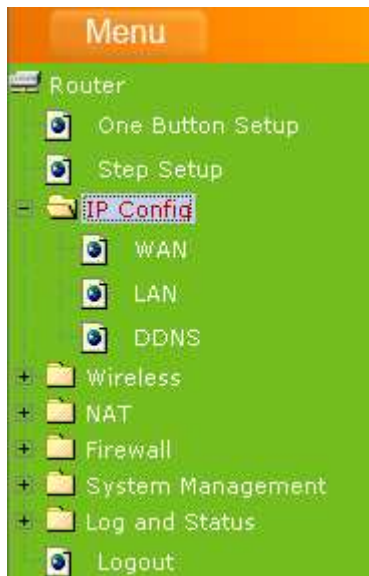 Menu
Router
One Button Setup
Step Setup
IP Config
WAN
LAN
DDNS
Wireless
NAT
Firewall
System Management
Log and Status
Logout